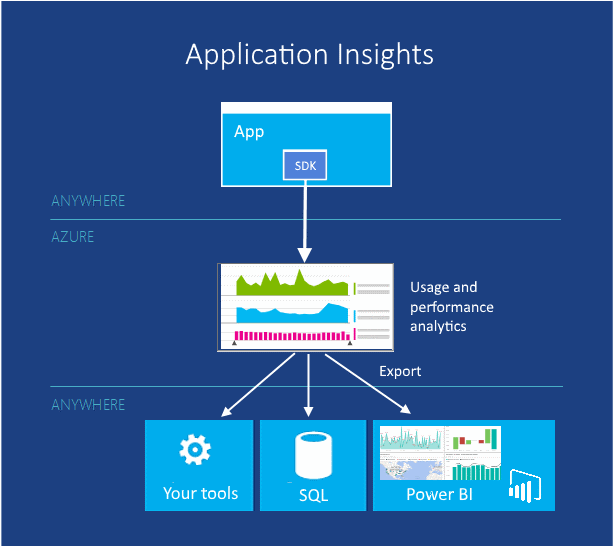 Application Insights
App
SDK
ANYWHERE
AZURE
Usage and
performance
analytics
Export
ANYWHERE
Your tools
SQL
Power BI